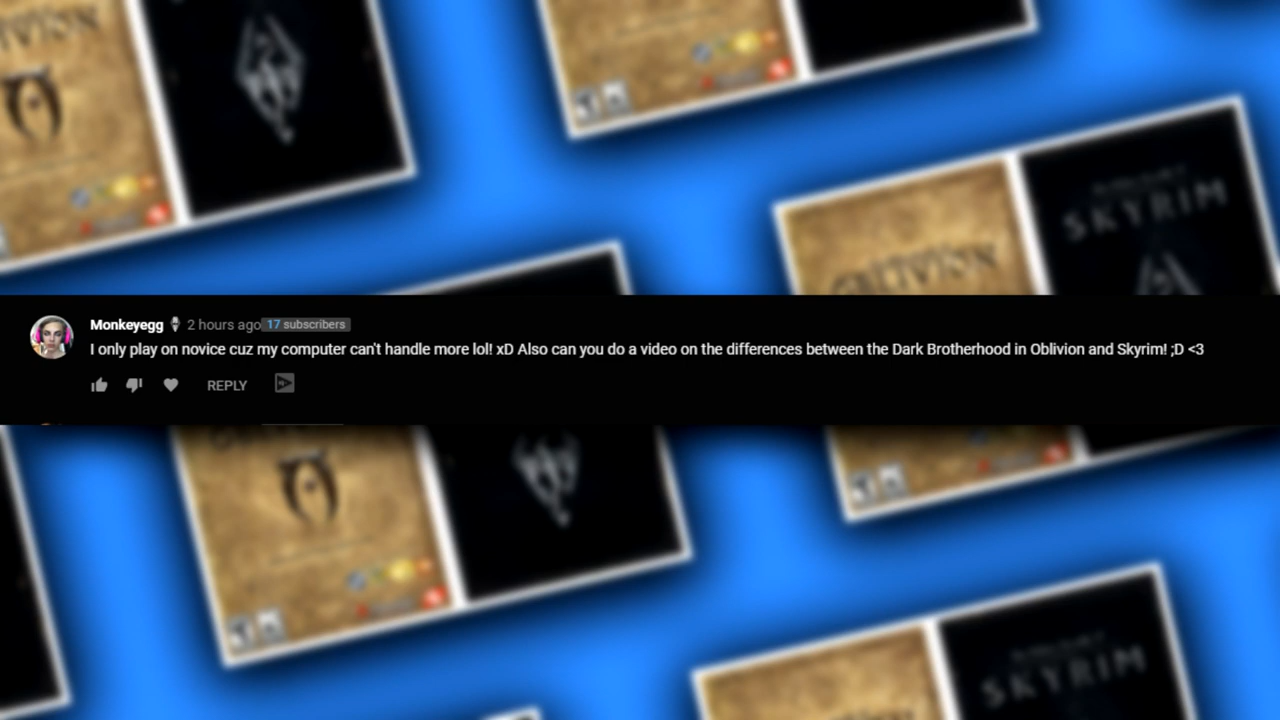 SKYRIM
OBLIVION
Monkeyegg 2 hours ago 17 subscribers
I only play on novice cuz my computer can't handle more lol! xD Also can you do a video on the differences between the Dark Brotherhood in Oblivion and Skyrim! ;D <3
REPLY
SKYRIM